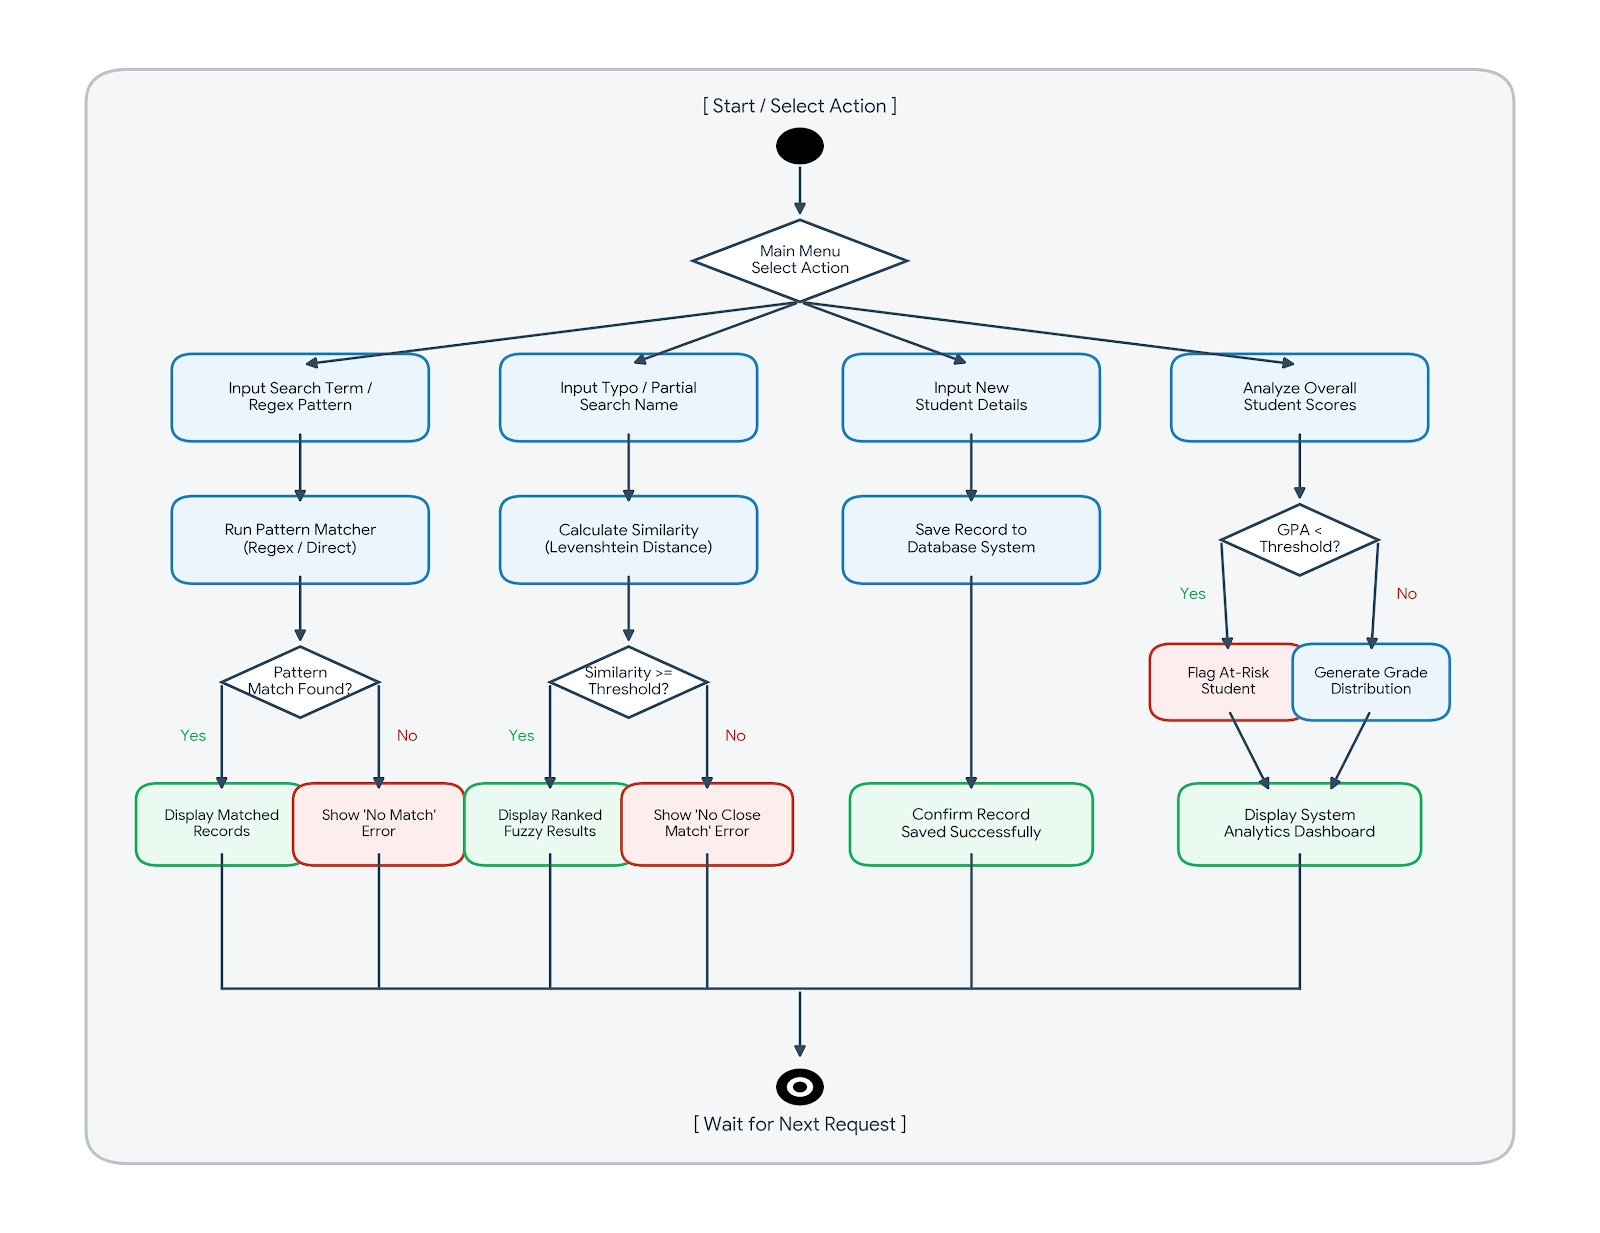 [ Start / Select Action ]
Main Menu
Select Action
Input Search Term /
Regex Pattern
Input Typo / Partial
Search Name
Input New
Student Details
Analyze Overall
Student Scores
Run Pattern Matcher
(Regex / Direct)
Calculate Similarity
(Levenshtein Distance)
Save Record to
Database System
GPA <
Threshold?
Yes
No
Pattern
Match Found?
Similarity >=
Threshold?
Flag At-Risk
Student
Generate Grade
Distribution
Yes
No
Yes
No
Display Matched
Records
Show 'No Match'
Error
Display Ranked
Fuzzy Results
Show 'No Close
Match' Error
Confirm Record
Saved Successfully
Display System
Analytics Dashboard
[ Wait for Next Request ]